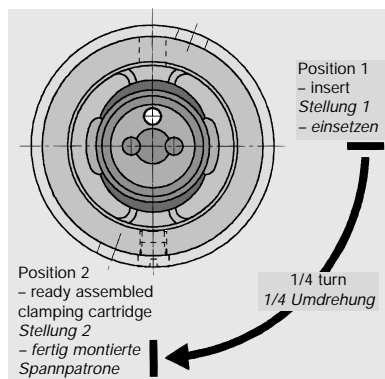 Position 1
– insert
Stellung 1
– einsetzen
1/4 turn
1/4 Umdrehung
Position 2
– ready assembled
clamping cartridge
Stellung 2
– fertig montierte
Spannpatrone